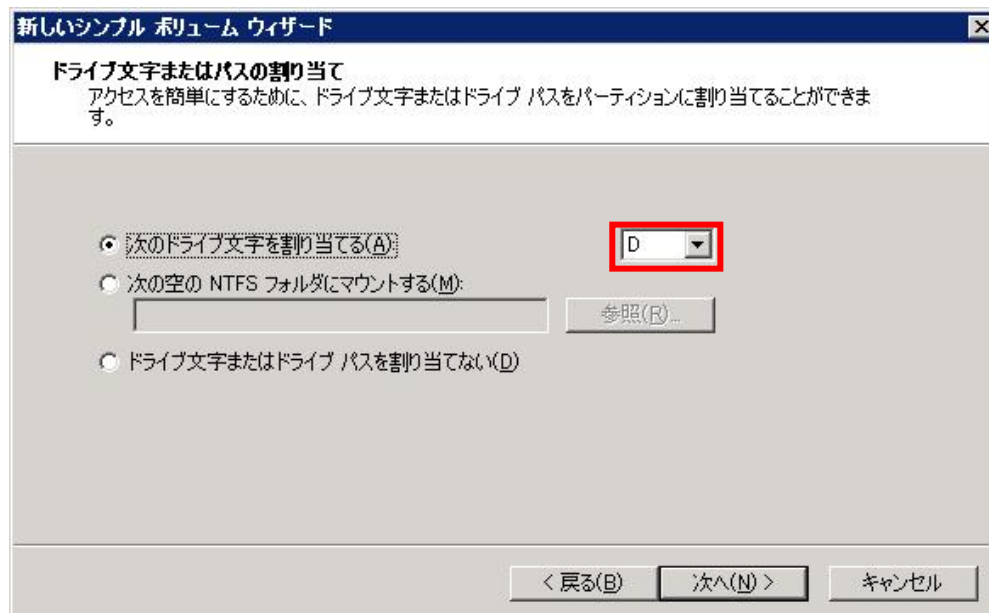 新しいシンプル ボリューム ウィザード
ドライブ文字またはパスの割り当て
アクセスを簡単にするために、ドライブ文字またはドライブ パスをパーティションに割り当てることができま
す。
次のドライブ文字を割り当てる(A):
D
次の空の NTFS フォルダにマウントする(M):
参照(R)...
ドライブ文字またはドライブ パスを割り当てない(D)
< 戻る(B)
次へ(N) >
キャンセル